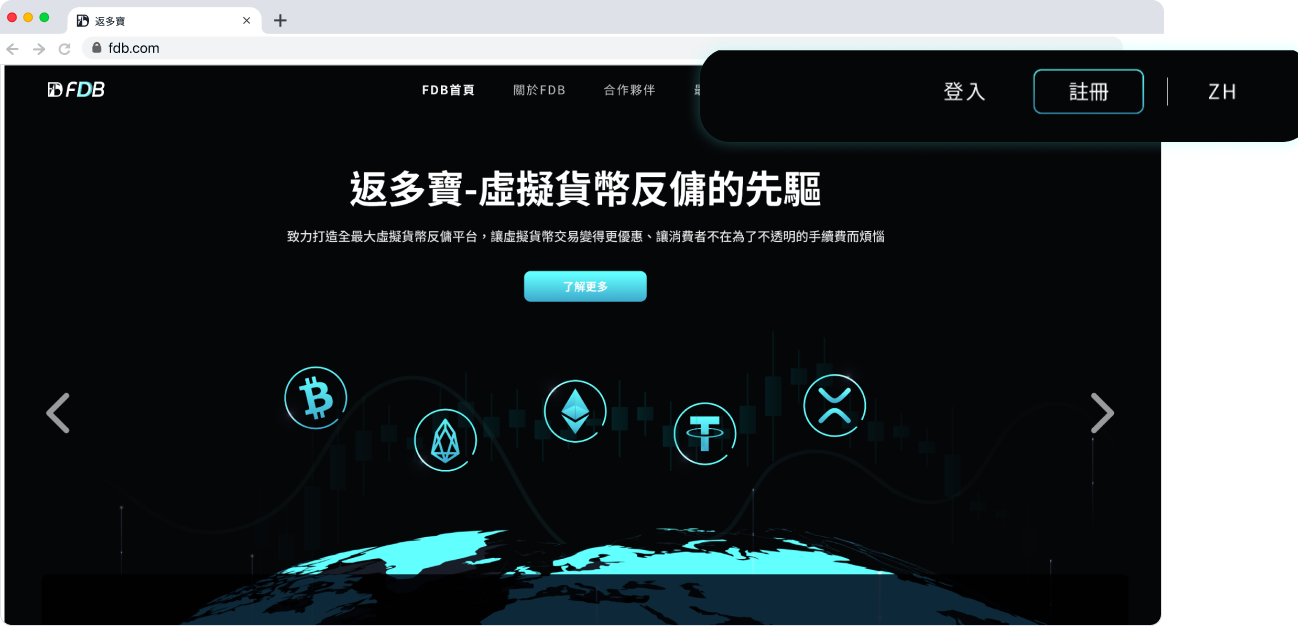 返多寶
fdb.com
FDB
FDB首頁
關於FDB
合作夥伴
登入
註冊
ZH
返多寶-虛擬貨幣反傭的先驅
致力打造全最大虛擬貨幣反傭平台，讓虛擬貨幣交易變得更優惠、讓消費者不在為了不透明的手續費而煩惱
了解更多